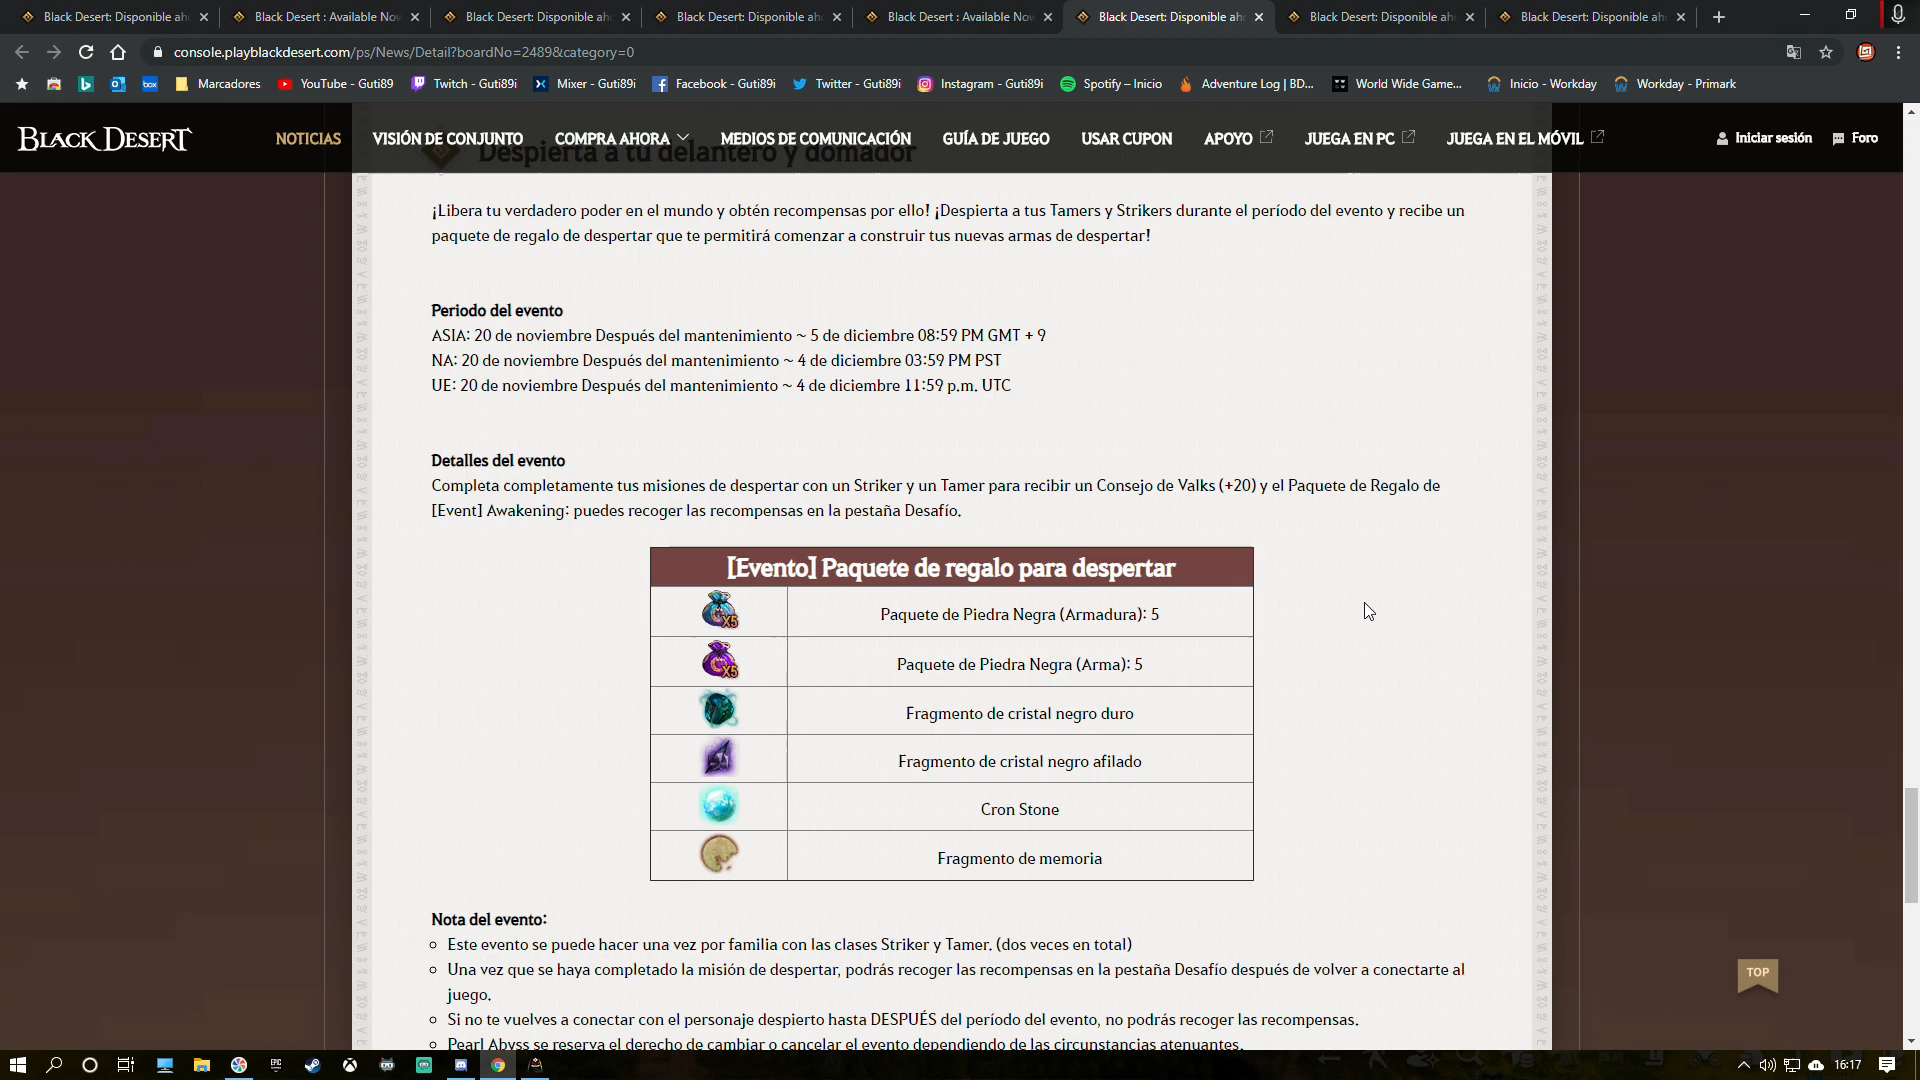 Black Desert: Disponible ah
Black Desert : Available Nov
Black Desert: Disponible ah
Black Desert: Disponible ah
Black Desert : Available Nov
Black Desert: Disponible ah
Black Desert: Disponible ah
Black Desert: Disponible ah
console.playblackdesert.com/ps/News/Detail?boardNo=2489&category=0
box
Marcadores
YouTube - Guti89
Twitch - Guti89i
Mixer - Guti89i
Facebook - Guti89i
Twitter - Guti89i
Instagram - Guti89i
Spotify – Inicio
Adventure Log | BD...
World Wide Game...
Inicio - Workday
Workday - Primark
BLACK DESERT
NOTICIAS
VISIÓN DE CONJUNTO
COMPRA AHORA
MEDIOS DE COMUNICACIÓN
GUÍA DE JUEGO
USAR CUPON
APOYO
JUEGA EN PC
JUEGA EN EL MÓVIL
Iniciar sesión
Foro
Despierta a tu delantero y domador
¡Libera tu verdadero poder en el mundo y obtén recompensas por ello! ¡Despierta a tus Tamers y Strikers durante el período del evento y recibe un
paquete de regalo de despertar que te permitirá comenzar a construir tus nuevas armas de despertar!
Periodo del evento
ASIA: 20 de noviembre Después del mantenimiento ~ 5 de diciembre 08:59 PM GMT + 9
NA: 20 de noviembre Después del mantenimiento ~ 4 de diciembre 03:59 PM PST
UE: 20 de noviembre Después del mantenimiento ~ 4 de diciembre 11:59 p.m. UTC
Detalles del evento
Completa completamente tus misiones de despertar con un Striker y un Tamer para recibir un Consejo de Valks (+20) y el Paquete de Regalo de
[Event] Awakening: puedes recoger las recompensas en la pestaña Desafío.
[Evento] Paquete de regalo para despertar
X5
Paquete de Piedra Negra (Armadura): 5
X5
Paquete de Piedra Negra (Arma): 5
Fragmento de cristal negro duro
Fragmento de cristal negro afilado
Cron Stone
Fragmento de memoria
Nota del evento:
Este evento se puede hacer una vez por familia con las clases Striker y Tamer. (dos veces en total)
Una vez que se haya completado la misión de despertar, podrás recoger las recompensas en la pestaña Desafío después de volver a conectarte al
juego.
Si no te vuelves a conectar con el personaje despierto hasta DESPUÉS del período del evento, no podrás recoger las recompensas.
Pearl Abyss se reserva el derecho de cambiar o cancelar el evento dependiendo de las circunstancias atenuantes.
TOP
EPIC
16:17